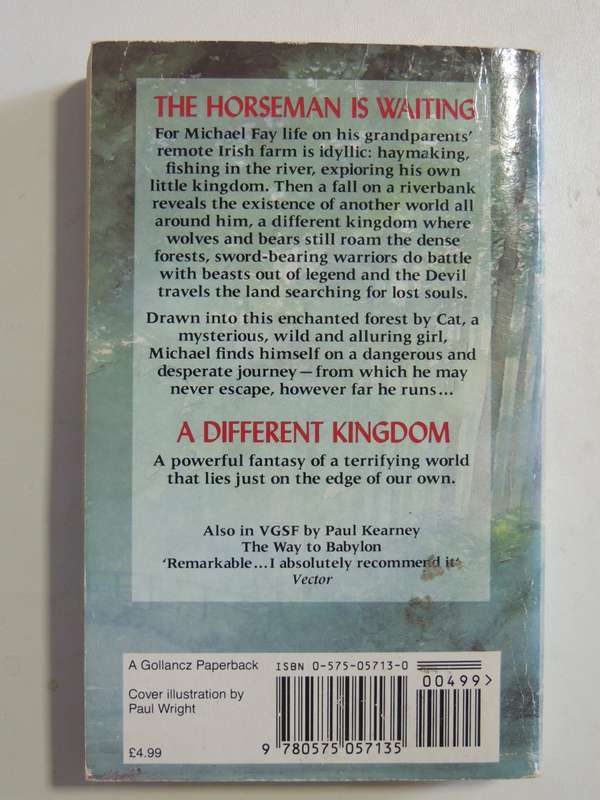 THE HORSEMAN IS WAITING
For Michael Fay life on his grandparents'
remote Irish farm is idyllic: haymaking,
fishing in the river, exploring his own
little kingdom. Then a fall on a riverbank
reveals the existence of another world all
around him, a different kingdom where
wolves and bears still roam the dense
forests, sword-bearing warriors do battle
with beasts out of legend and the Devil
travels the land searching for lost souls.
Drawn into this enchanted forest by Cat, a
mysterious, wild and alluring girl,
Michael finds himself on a dangerous and
desperate journey—from which he may
never escape, however far he runs...
A DIFFERENT KINGDOM
A powerful fantasy of a terrifying world
that lies just on the edge of our own.
Also in VGSF by Paul Kearney
The Way to Babylon
'Remarkable...I absolutely recommend it'
Vector
A Gollancz Paperback
Cover illustration by
Paul Wright
£4.99
ISBN 0-575-05713-0
00499>
9 780575 057135